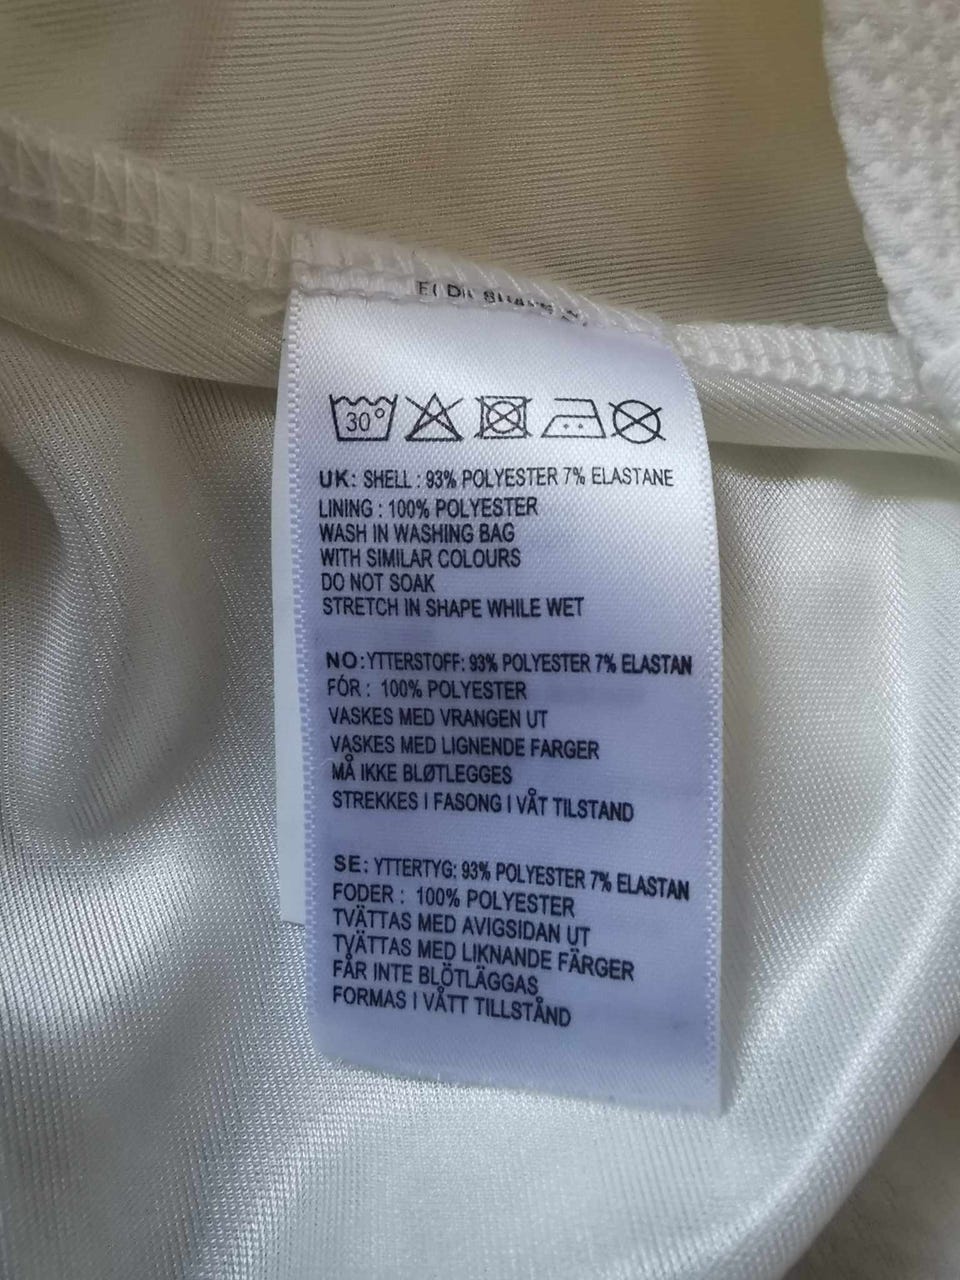 30°
UK: SHELL : 93% POLYESTER 7% ELASTANE
LINING : 100% POLYESTER
WASH IN WASHING BAG
WITH SIMILAR COLOURS
DO NOT SOAK
STRETCH IN SHAPE WHILE WET
NO: YTTERSTOFF: 93% POLYESTER 7% ELASTAN
FÓR : 100% POLYESTER
VASKES MED VRANGEN UT
VASKES MED LIGNENDE FARGER
MÅ IKKE BLØTLEGGES
STREKKES I FASONG I VÅT TILSTAND
SE: YTTERTYG: 93% POLYESTER 7% ELASTAN
FODER : 100% POLYESTER
TVÄTTAS MED AVIGSIDAN UT
TVÄTTAS MED LIKNANDE FÄRGER
FÅR INTE BLÖTLÄGGAS
FORMAS I VÅTT TILLSTÅND